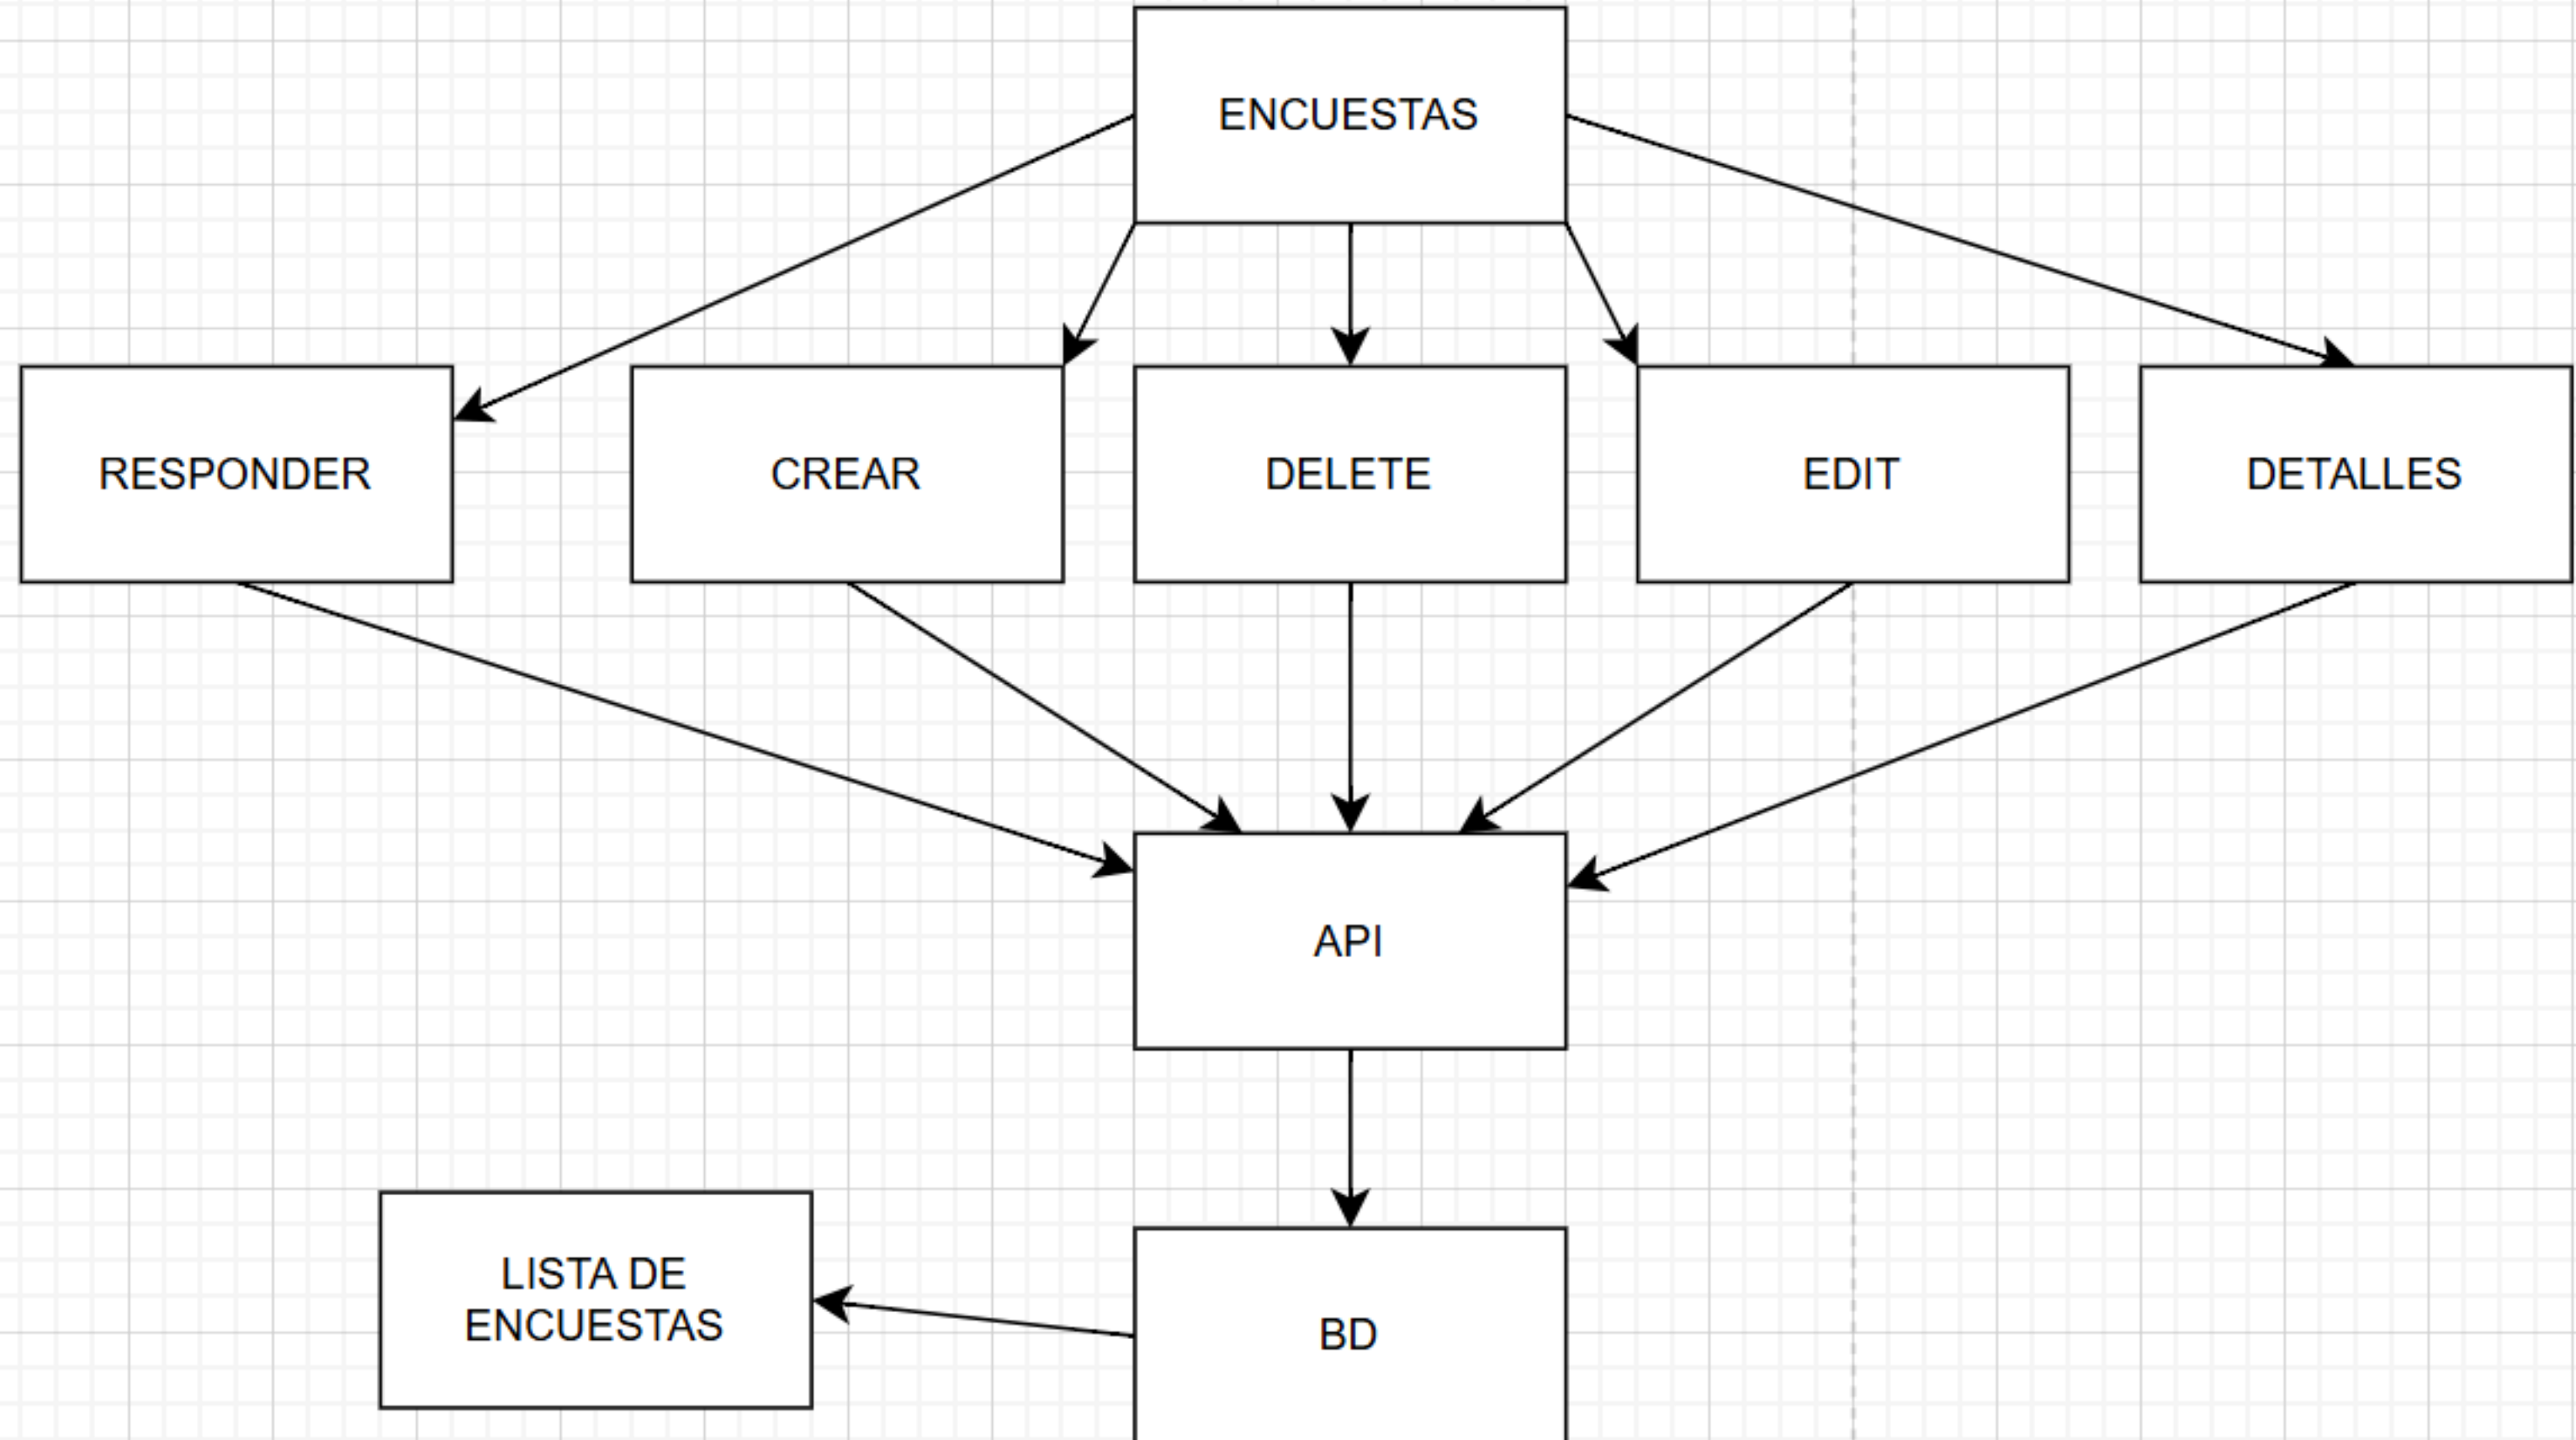 ENCUESTAS
RESPONDER
CREAR
DELETE
EDIT
DETALLES
API
LISTA DE
ENCUESTAS
BD